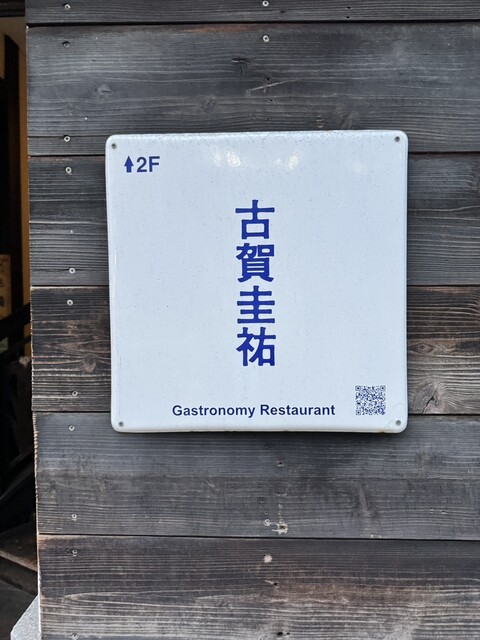 ↑2F
古賀圭祐
Gastronomy Restaurant